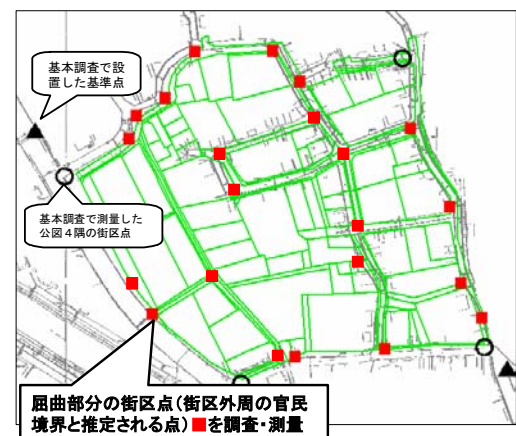 基本調査で設
置した基準点
基本調査で測量した
公図４隅の街区点
屈曲部分の街区点（街区外周の官民
境界と推定される点）■を調査・測量